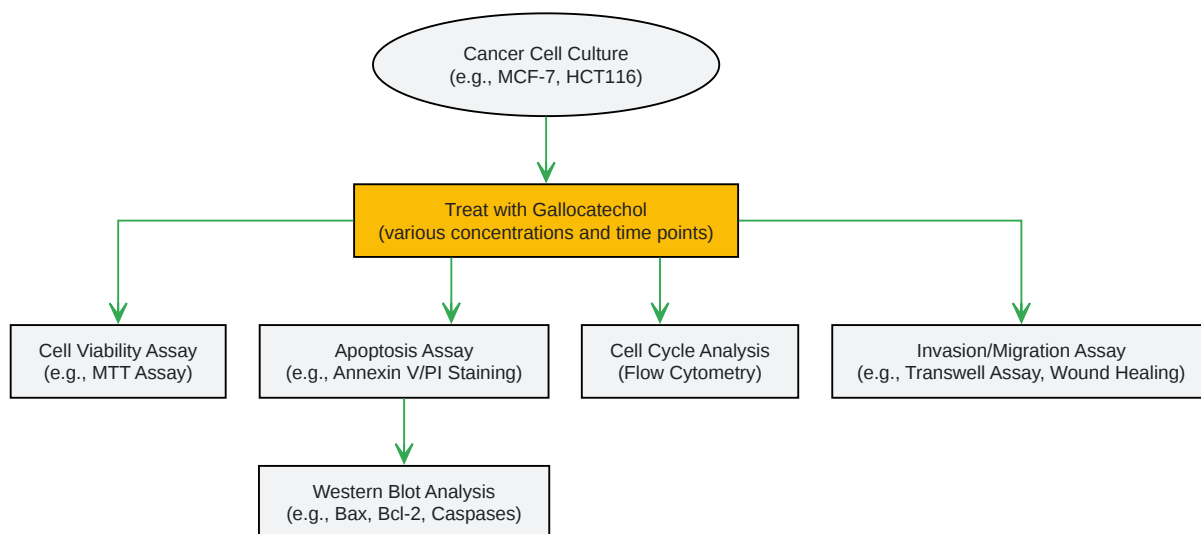 Cancer Cell Culture
(e.g., MCF-7, HCT116)
Treat with Gallocatechol
(various concentrations and time points)
Cell Viability Assay
(e.g., MTT Assay)
Apoptosis Assay
(e.g., Annexin V/PI Staining)
Cell Cycle Analysis
(Flow Cytometry)
Invasion/Migration Assay
(e.g., Transwell Assay, Wound Healing)
Western Blot Analysis
(e.g., Bax, Bcl-2, Caspases)